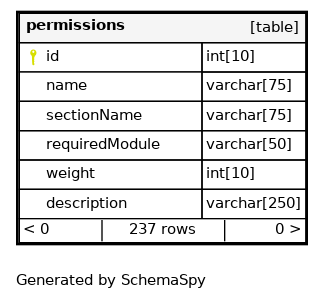 permissions [table]
id int[10]
name varchar[75]
sectionName varchar[75]
requiredModule varchar[50]
weight int[10]
description varchar[250]
< 0 237 rows 0 >
Generated by SchemaSpy